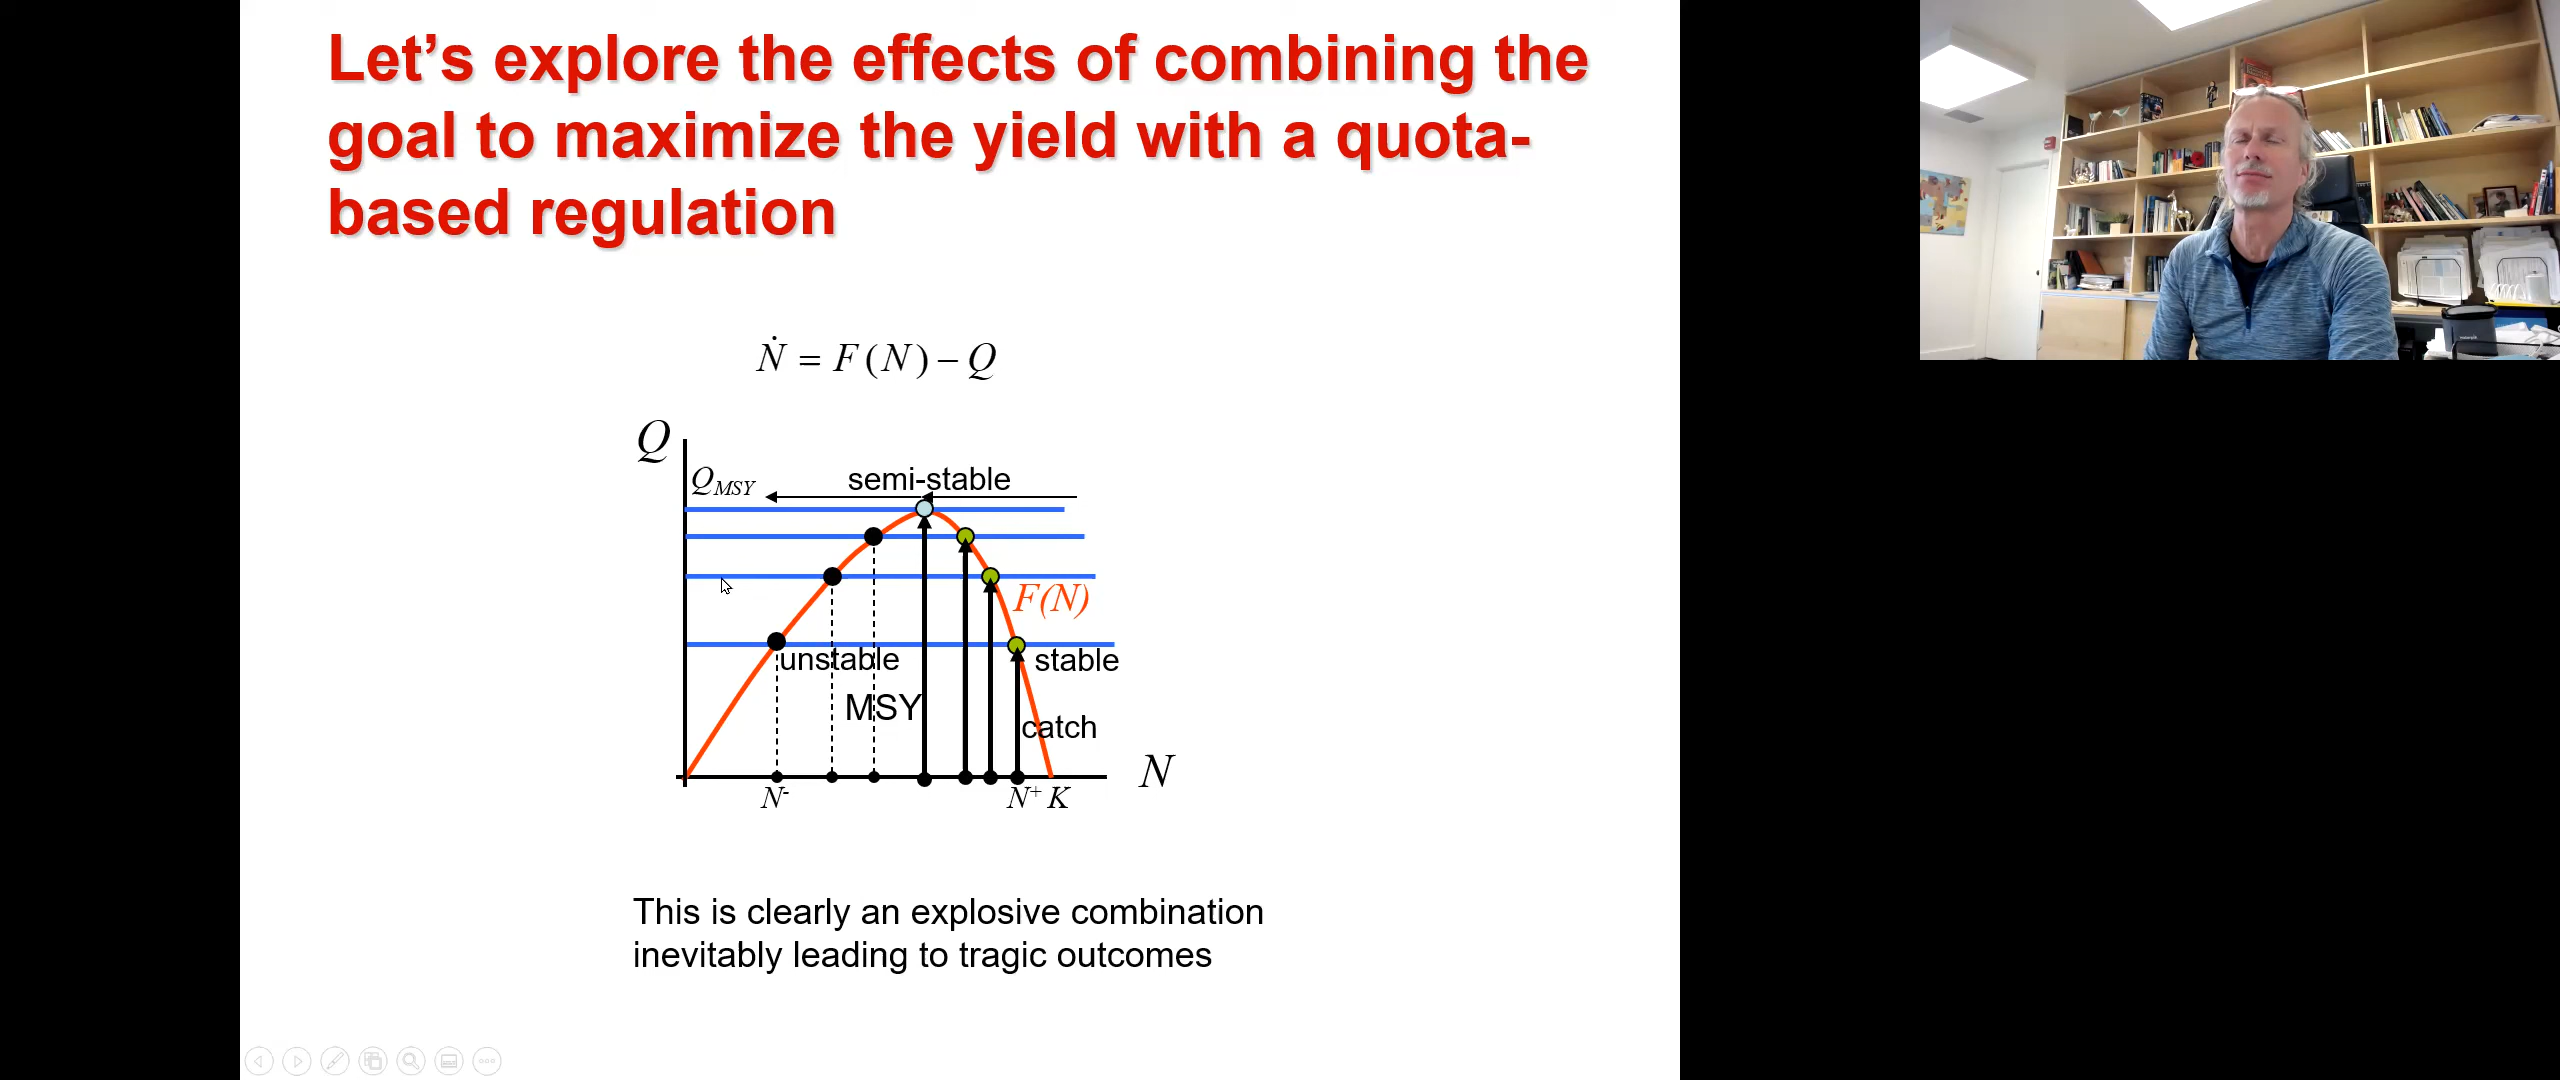 Let's explore the effects of combining the
goal to maximize the yield with a quota-
based regulation
Ṅ = F(N) − Q
Q
Q_MSY
semi-stable
F(N)
unstable
stable
MSY
catch
N
N⁻
N⁺ K
This is clearly an explosive combination
inevitably leading to tragic outcomes